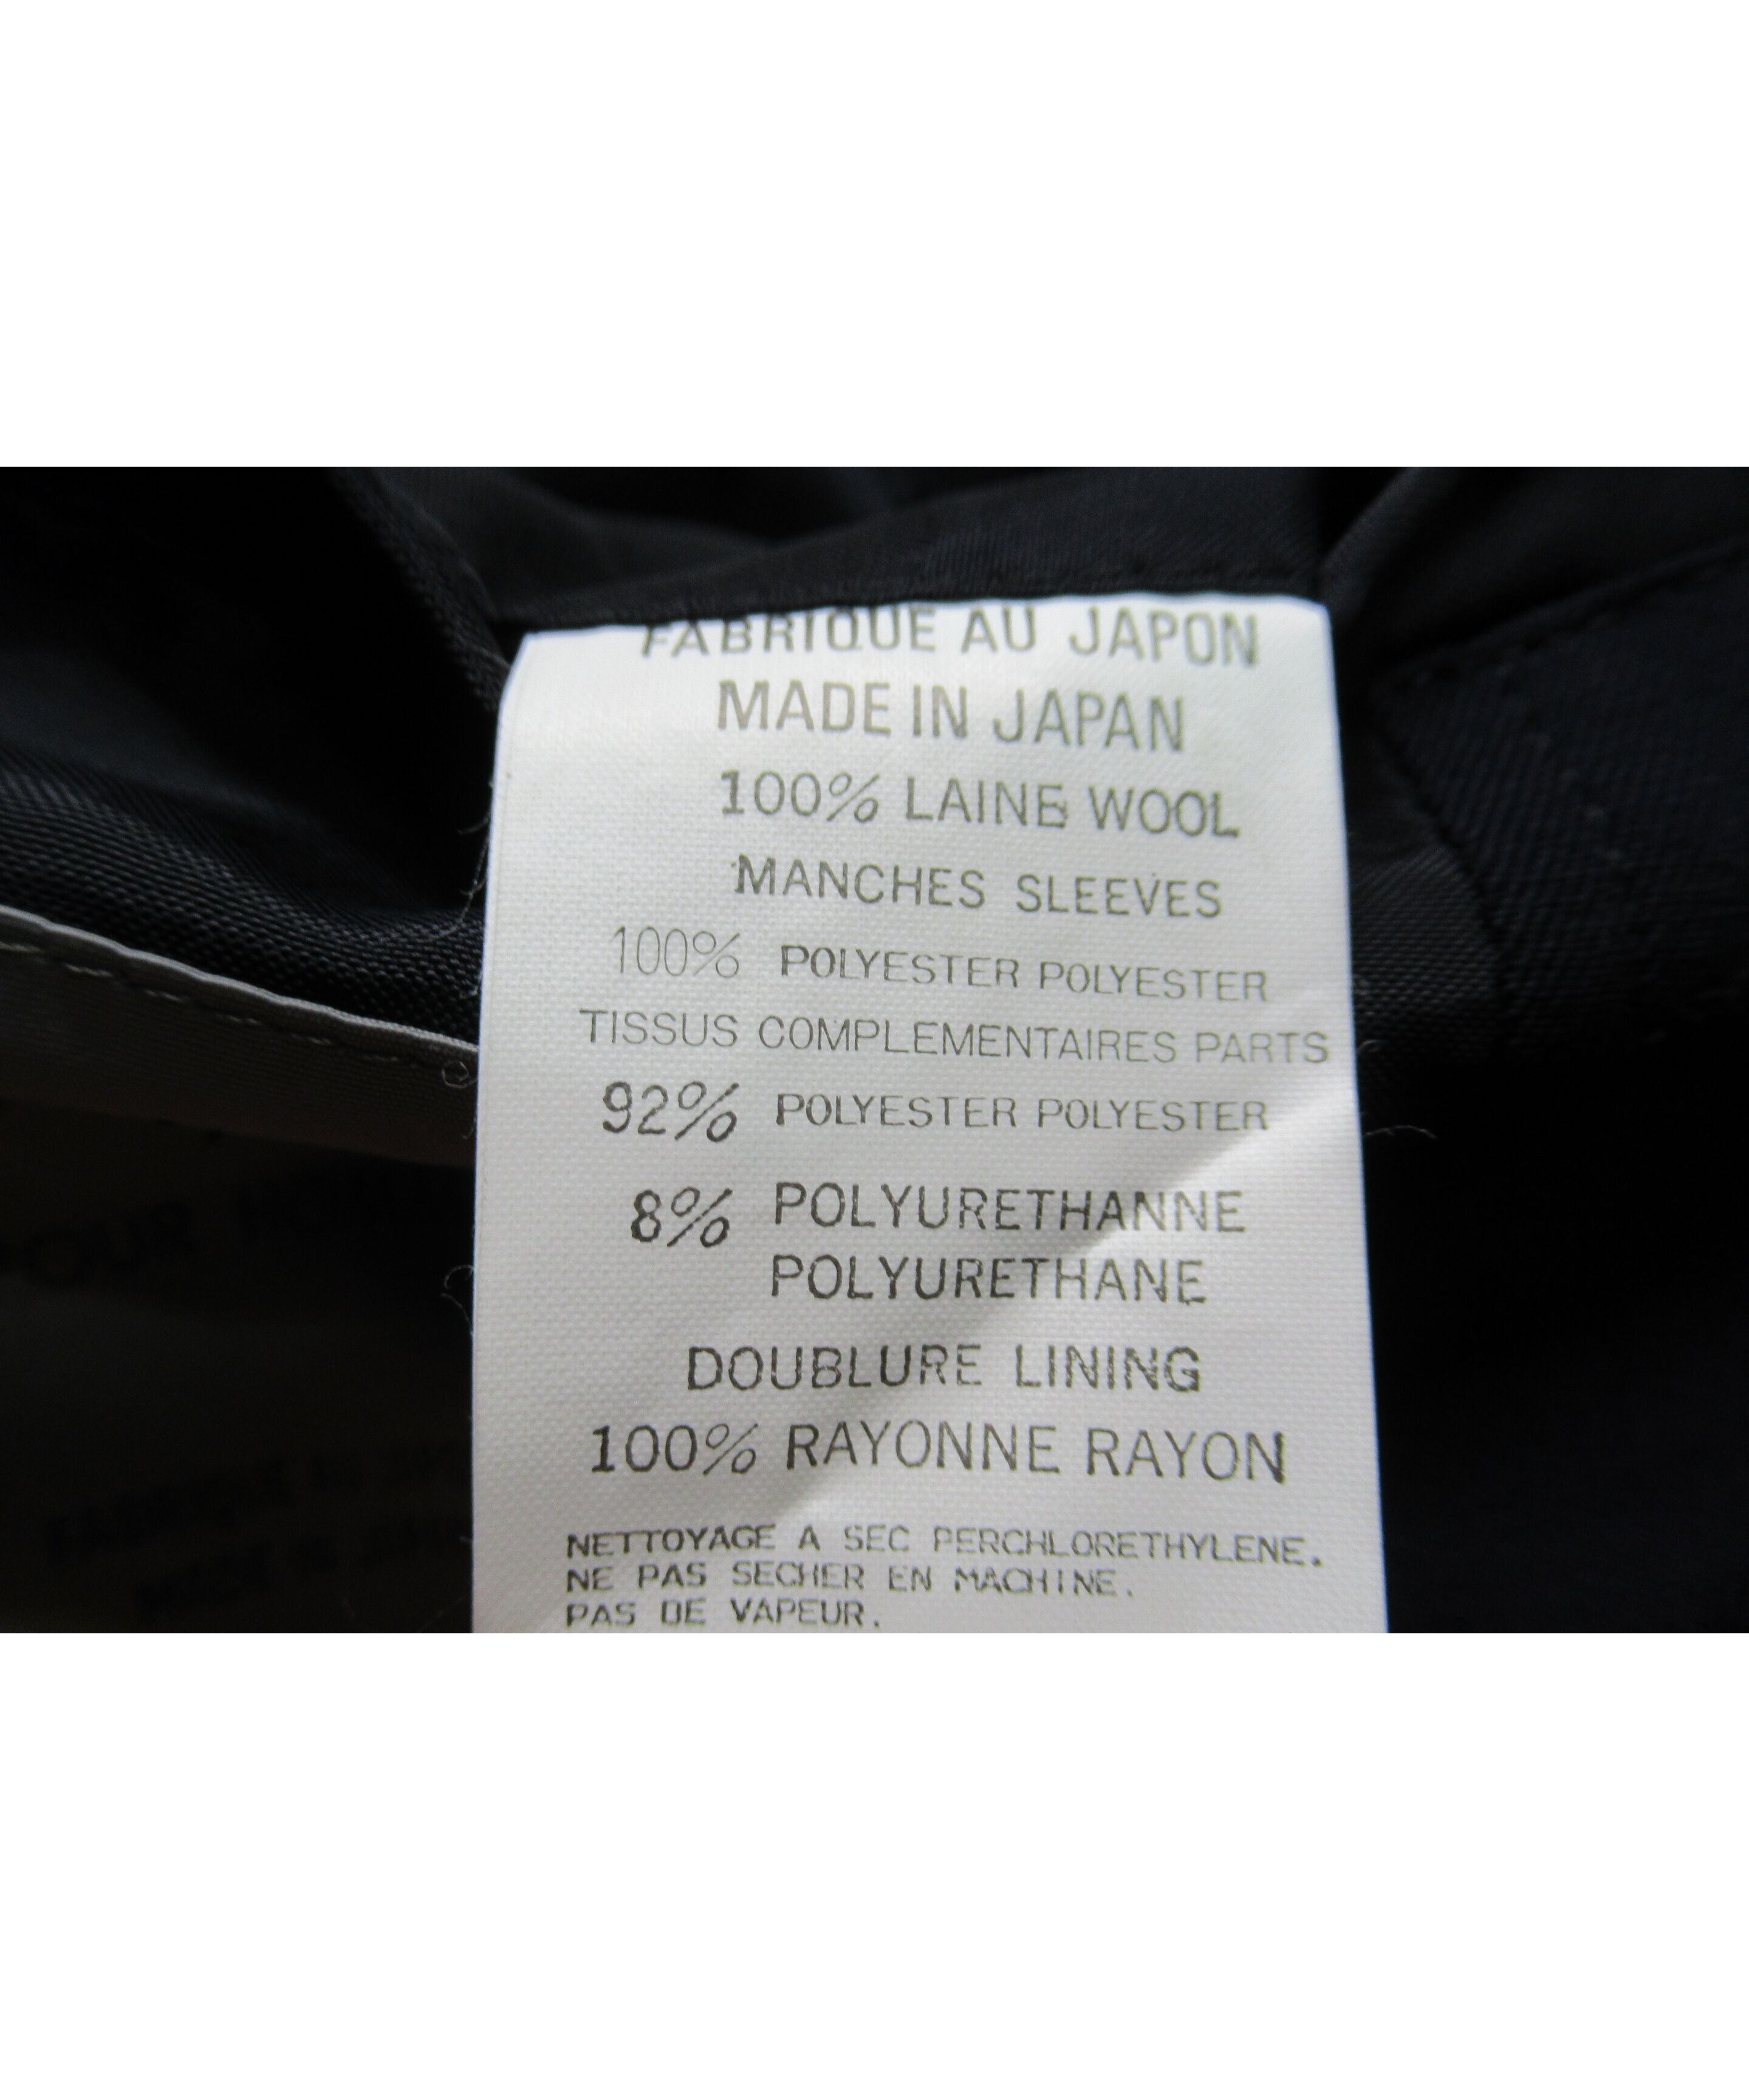 FABRIQUE AU JAPON
MADE IN JAPAN
100% LAINE WOOL
MANCHES SLEEVES
100% POLYESTER POLYESTER
TISSUS COMPLEMENTAIRES PARTS
92% POLYESTER POLYESTER
8% POLYURETHANNE
POLYURETHANE
DOUBLURE LINING
100% RAYONNE RAYON
NETTOYAGE A SEC PERCHLORETHYLENE.
NE PAS SECHER EN MACHINE.
PAS DE VAPEUR.